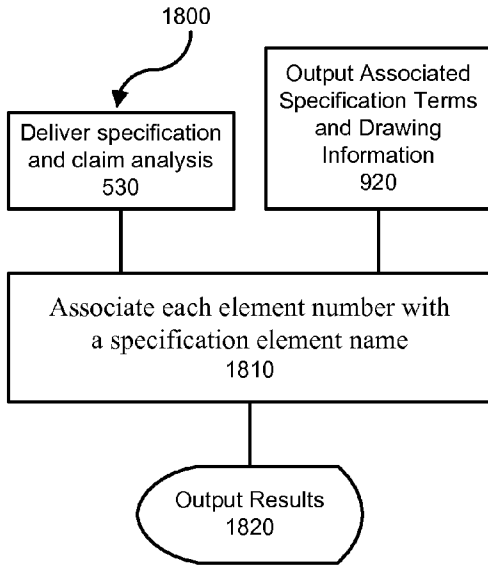 1800
Deliver specification
and claim analysis
530
Output Associated
Specification Terms
and Drawing
Information
920
Associate each element number with
a specification element name
1810
Output Results
1820